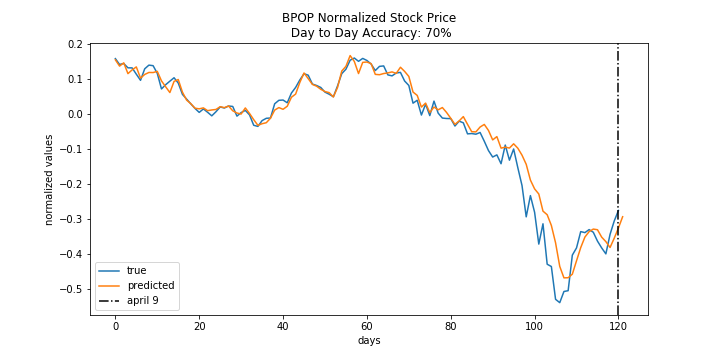 BPOP Normalized Stock Price
Day to Day Accuracy: 70%
0.2
0.1
0.0
−0.1
−0.2
−0.3
−0.4
−0.5
normalized values
true
predicted
april 9
0 20 40 60 80 100 120
days